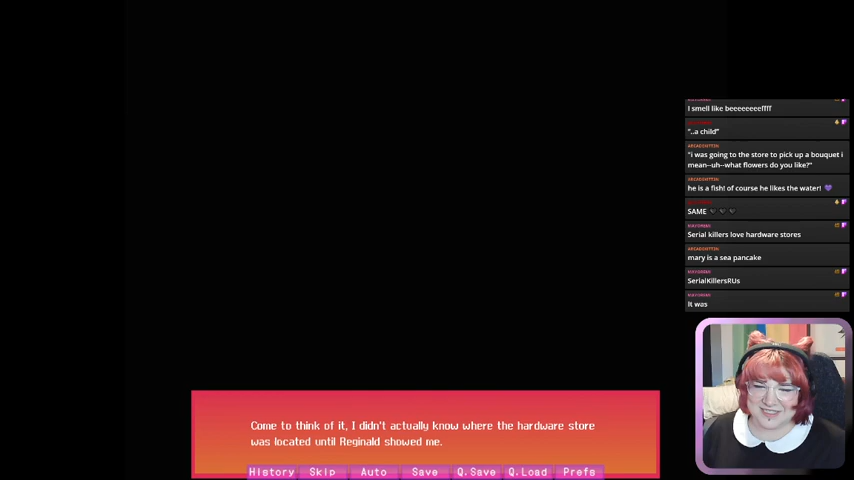 I smell like beeeeeeeffff
"..a child"
ARCADSHTTIN
"i was going to the store to pick up a bouquet i
mean--uh--what flowers do you like?"
ARCADSHTTIN
he is a fish! of course he likes the water! 💜
SAME 🖤 🖤 🖤
Serial killers love hardware stores
mary is a sea pancake
SerialKillersRUs
It was
Come to think of it, I didn't actually know where the hardware store
was located until Reginald showed me.
History Skip Auto Save Q.Save Q.Load Prefs